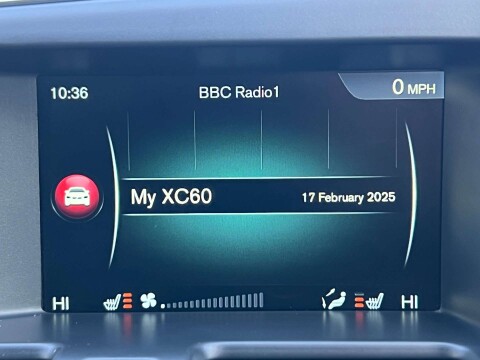 10:36 BBC Radio1 0 MPH
My XC60 17 February 2025
HI HI